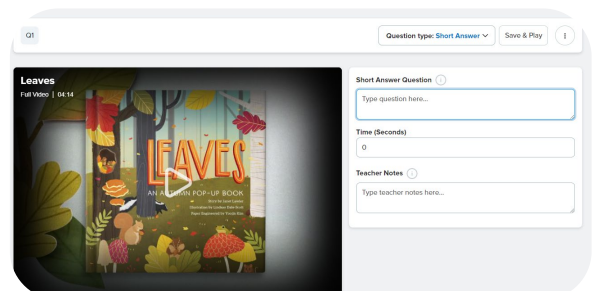 Q1
Question type: Short Answer
Save & Play
Leaves
Full Video | 04:14
LEAVES
AN AUTUMN POP-UP BOOK
Short Answer Question
Type question here...
Time (Seconds)
0
Teacher Notes
Type teacher notes here...